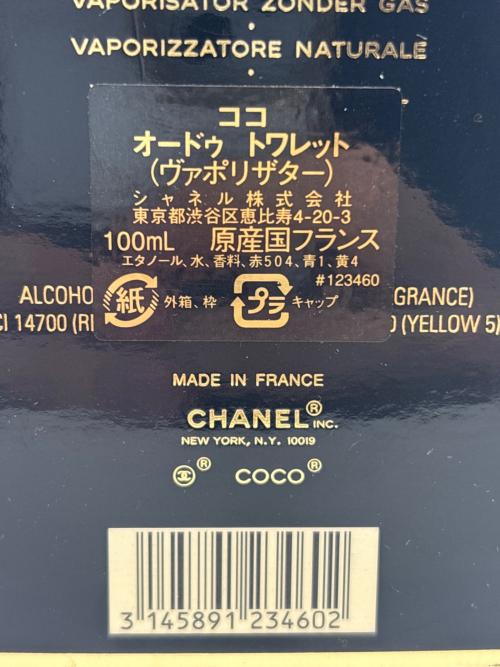 VAPORISATOR ZONDER GAS
•
VAPORIZZATORE NATURALE
•
ココ
オードゥ トワレット
(ヴァポリザター)
シャネル株式会社
東京都渋谷区恵比寿4-20-3
100mL 原産国フランス
エタノール、水、香料、赤504、青1、黄4
#123460
紙 外箱、枠 プラ キャップ
ALCOHO GRANCE)
CI 14700 (RE 0 (YELLOW 5)
MADE IN FRANCE
CHANEL® INC.
NEW YORK, N.Y. 10019
® COCO®
3 145891 234602